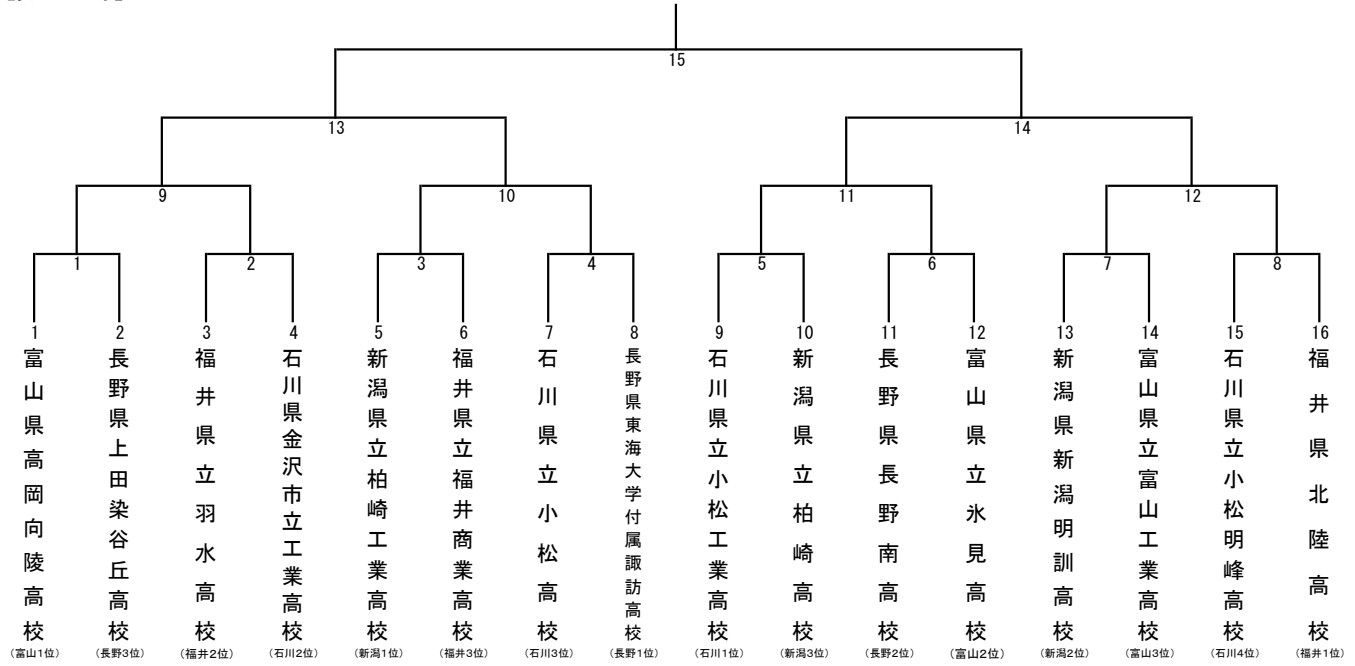 15
13
14
9
10
11
12
1
2
3
4
5
6
7
8
1
2
3
4
5
6
7
8
9
10
11
12
13
14
15
16
富山県高岡向陵高校
長野県上田染谷丘高校
福井県立羽水高校
石川県金沢市立工業高校
新潟県立柏崎工業高校
福井県立福井商業高校
石川県立小松高校
長野県東海大学付属諏訪高校
石川県立小松工業高校
新潟県立柏崎高校
長野県長野南高校
富山県立氷見高校
新潟県新潟明訓高校
富山県立富山工業高校
石川県立小松明峰高校
福井県北陸高校
（富山1位）
（長野3位）
（福井2位）
（石川2位）
（新潟1位）
（福井3位）
（石川3位）
（長野1位）
（石川1位）
（新潟3位）
（長野2位）
（富山2位）
（新潟2位）
（富山3位）
（石川4位）
（福井1位）